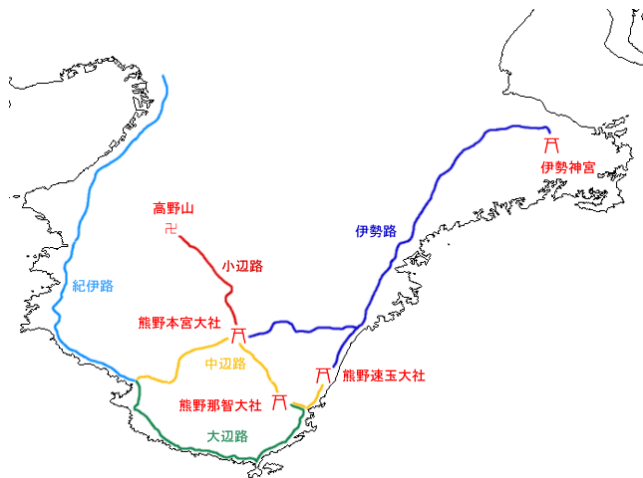 伊勢神宮
高野山
卍
伊勢路
小辺路
紀伊路
熊野本宮大社
中辺路
熊野速玉大社
熊野那智大社
大辺路